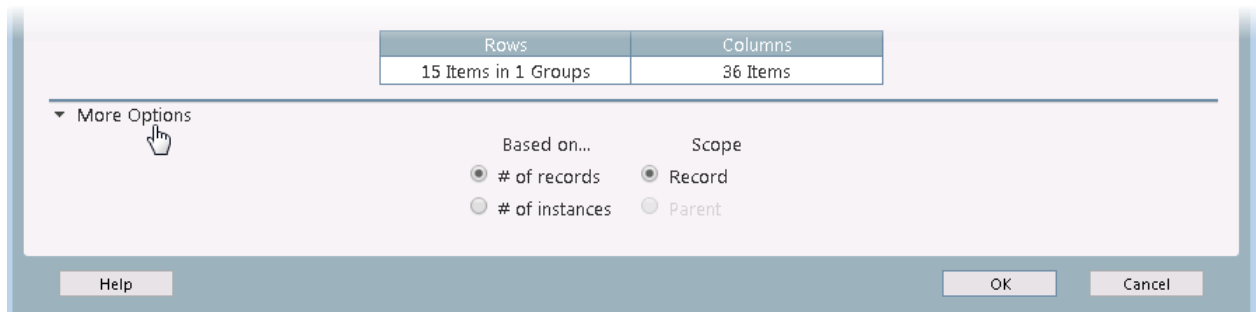 Rows Columns
15 Items in 1 Groups 36 Items
More Options
Based on... Scope
# of records Record
# of instances Parent
Help OK Cancel